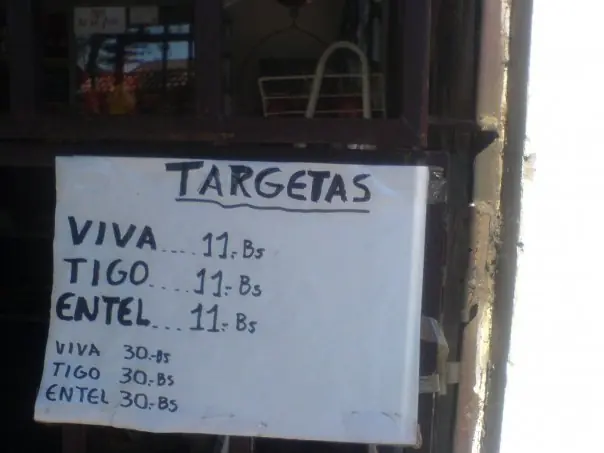 TARGETAS
VIVA....11.-Bs
TIGO....11.-Bs
ENTEL...11.-Bs
VIVA 30.-Bs
TIGO 30.-Bs
ENTEL 30.-Bs